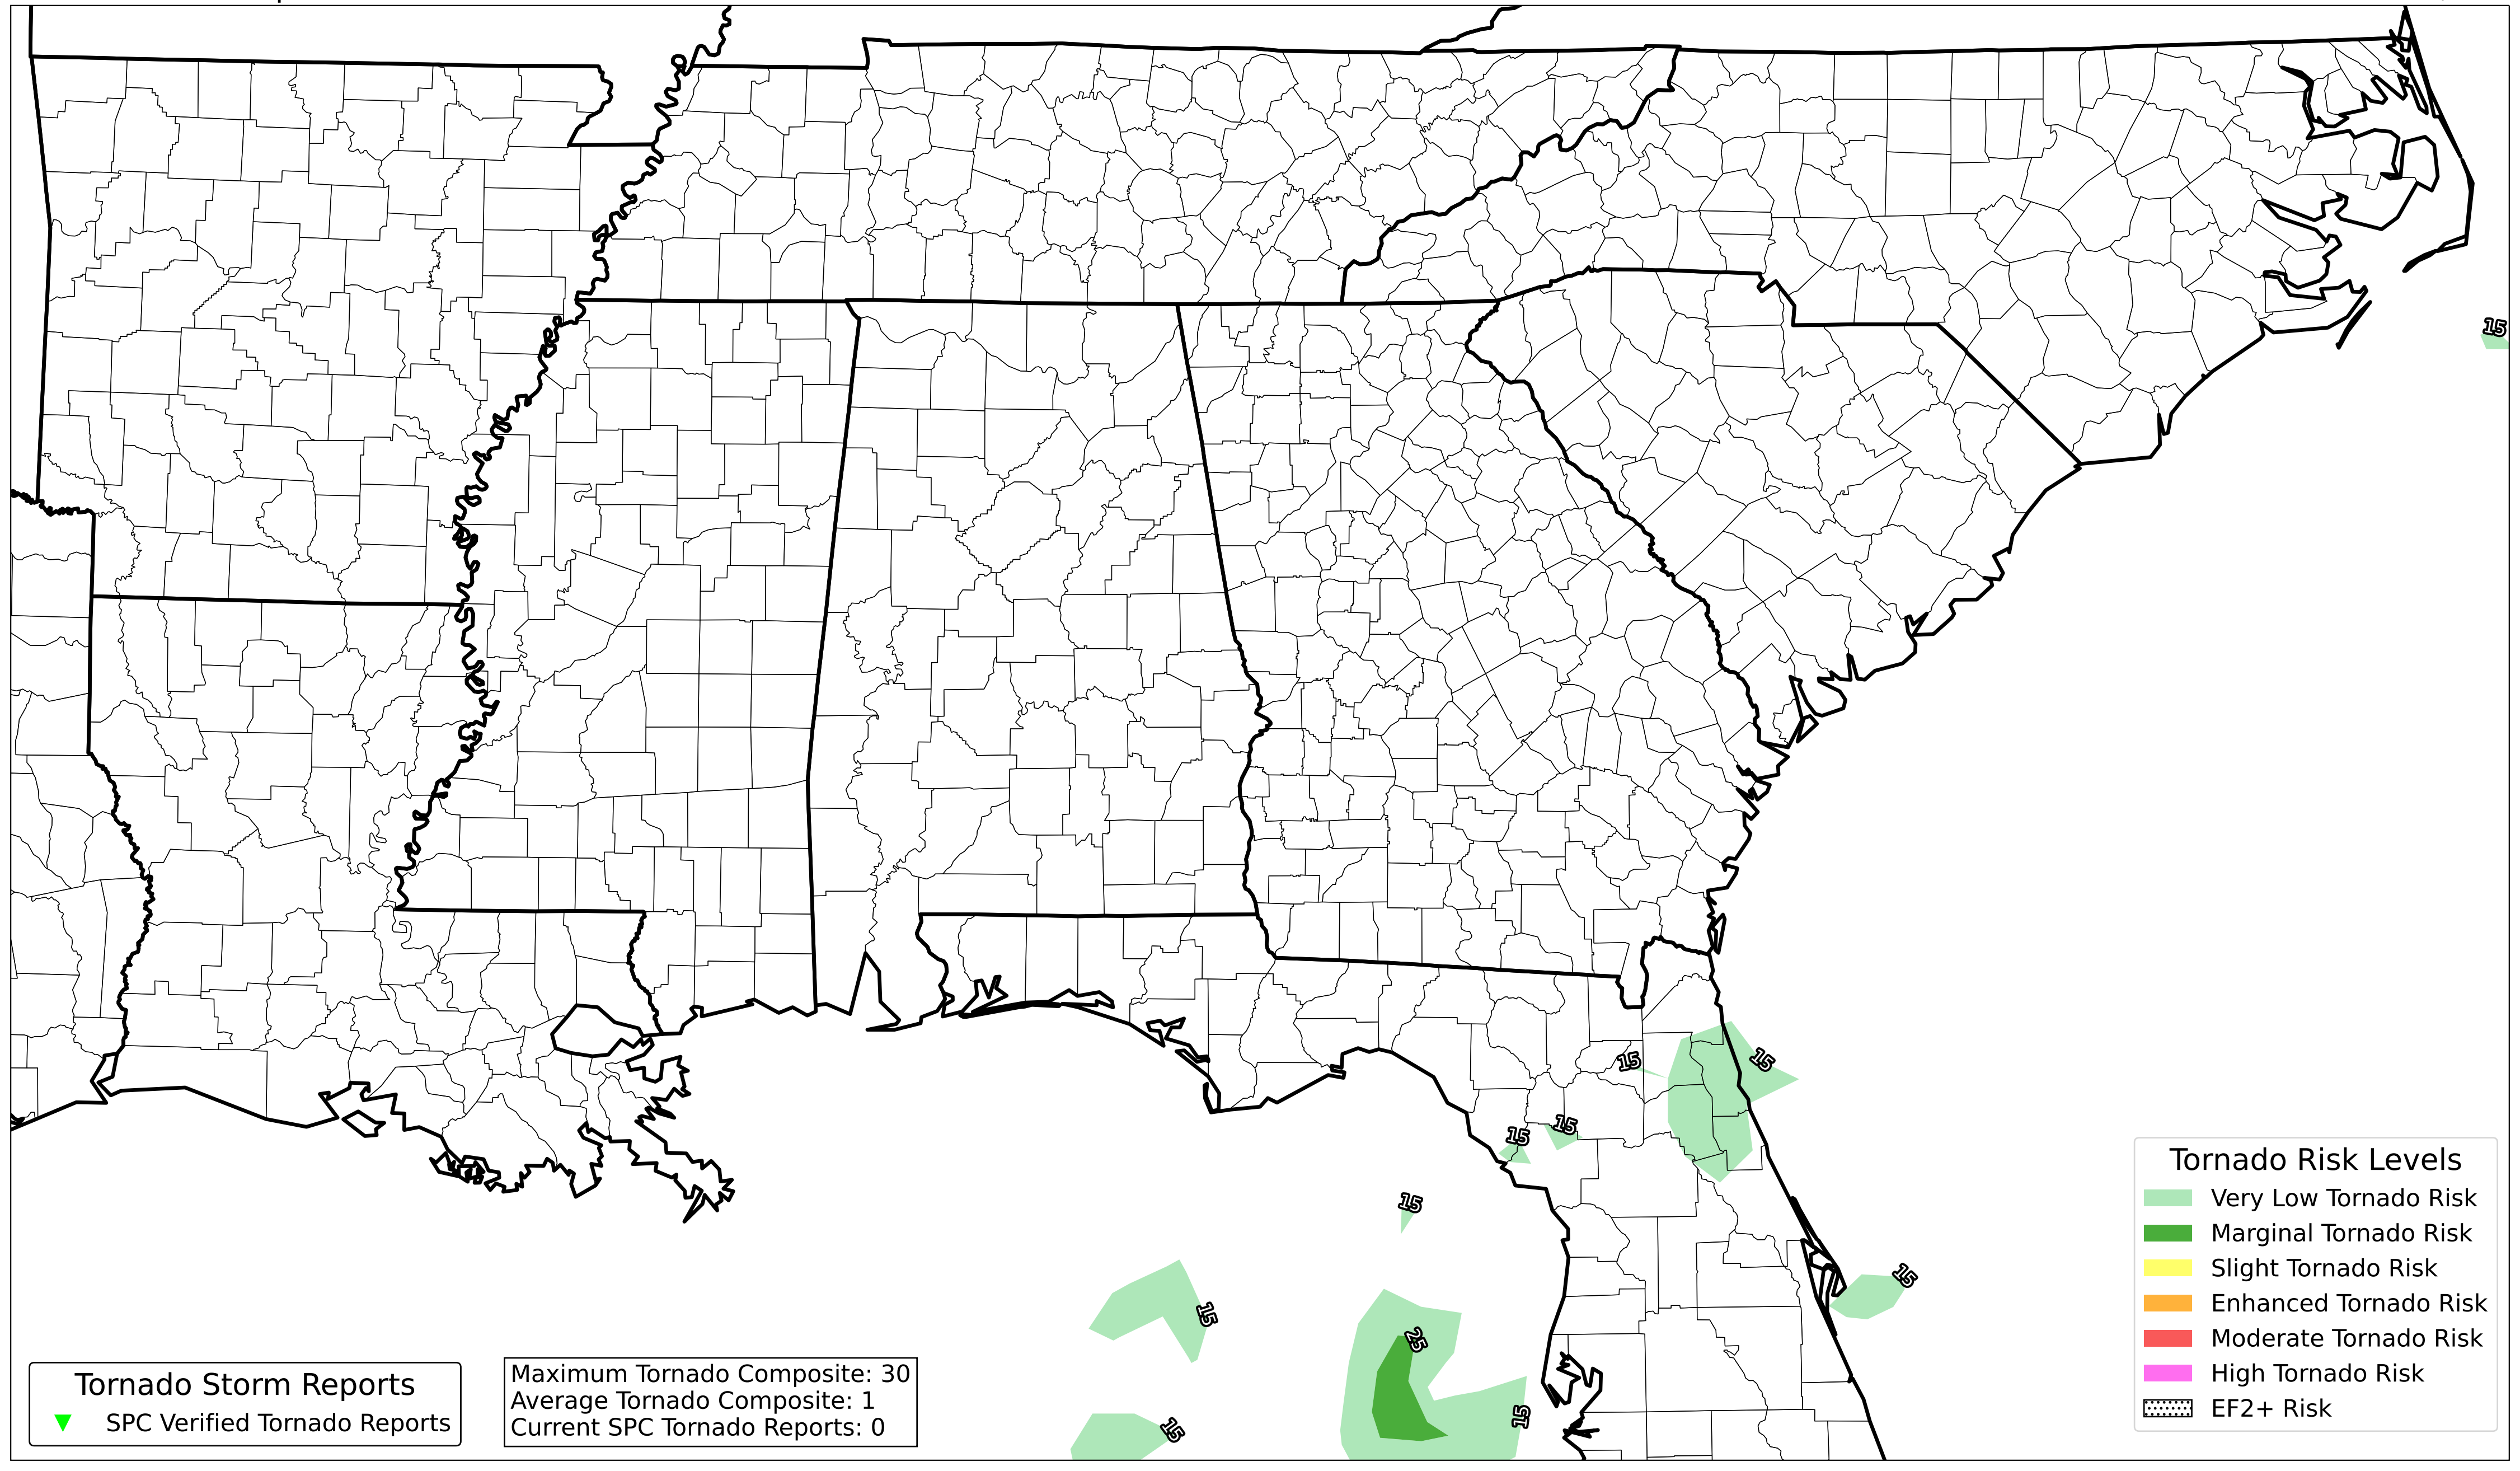 15
15
15
15
15
15
15
15
25
15
15
Tornado Risk Levels
Very Low Tornado Risk
Marginal Tornado Risk
Slight Tornado Risk
Enhanced Tornado Risk
Moderate Tornado Risk
High Tornado Risk
EF2+ Risk
Tornado Storm Reports
SPC Verified Tornado Reports
Maximum Tornado Composite: 30
Average Tornado Composite: 1
Current SPC Tornado Reports: 0